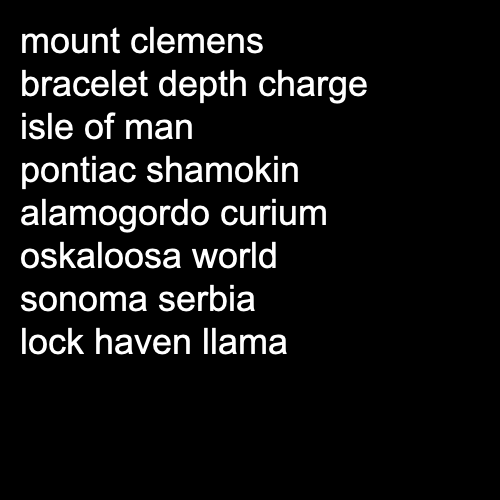 mount clemens
bracelet depth charge
isle of man
pontiac shamokin
alamogordo curium
oskaloosa world
sonoma serbia
lock haven llama